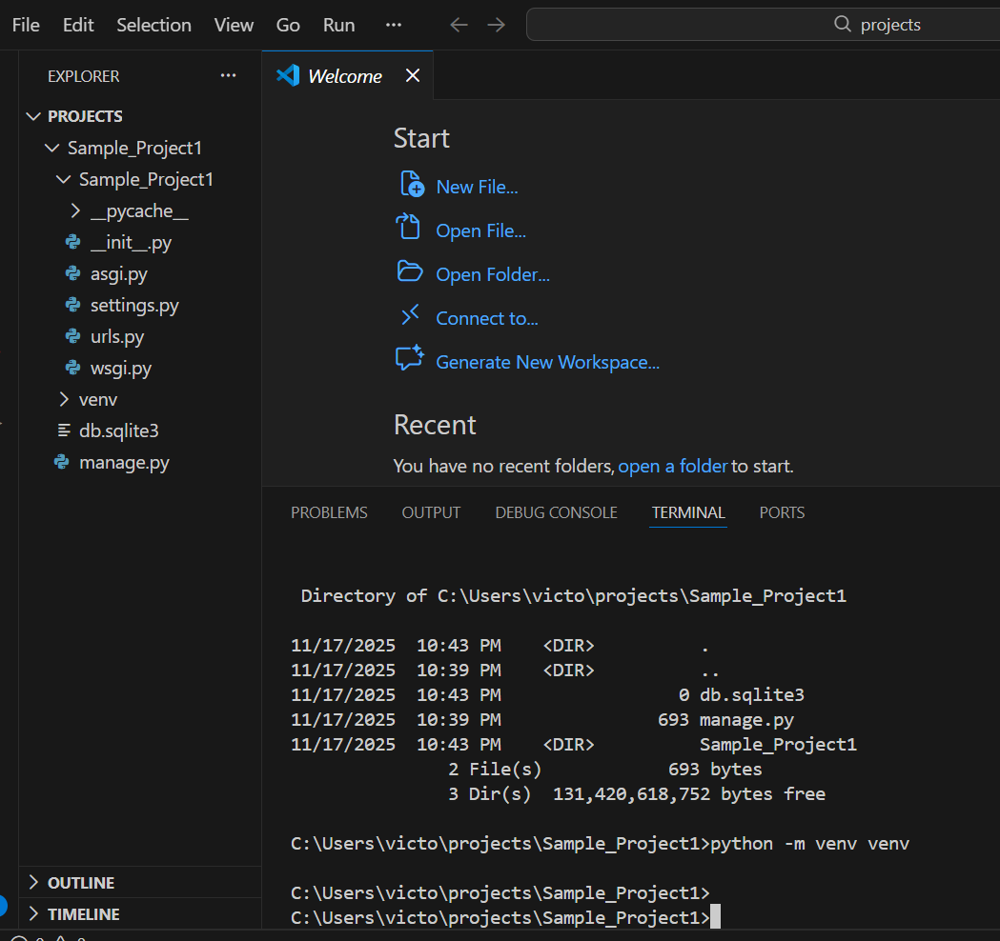 File Edit Selection View Go Run ··· projects
EXPLORER ···
PROJECTS
Sample_Project1
Sample_Project1
__pycache__
__init__.py
asgi.py
settings.py
urls.py
wsgi.py
venv
db.sqlite3
manage.py
OUTLINE
TIMELINE
Welcome
Start
New File...
Open File...
Open Folder...
Connect to...
Generate New Workspace...
Recent
You have no recent folders, open a folder to start.
PROBLEMS OUTPUT DEBUG CONSOLE TERMINAL PORTS
Directory of C:\Users\victo\projects\Sample_Project1
11/17/2025  10:43 PM    <DIR>          .
11/17/2025  10:39 PM    <DIR>          ..
11/17/2025  10:43 PM                 0 db.sqlite3
11/17/2025  10:39 PM               693 manage.py
11/17/2025  10:43 PM    <DIR>          Sample_Project1
2 File(s)            693 bytes
3 Dir(s)  131,420,618,752 bytes free
C:\Users\victo\projects\Sample_Project1>python -m venv venv
C:\Users\victo\projects\Sample_Project1>
C:\Users\victo\projects\Sample_Project1>